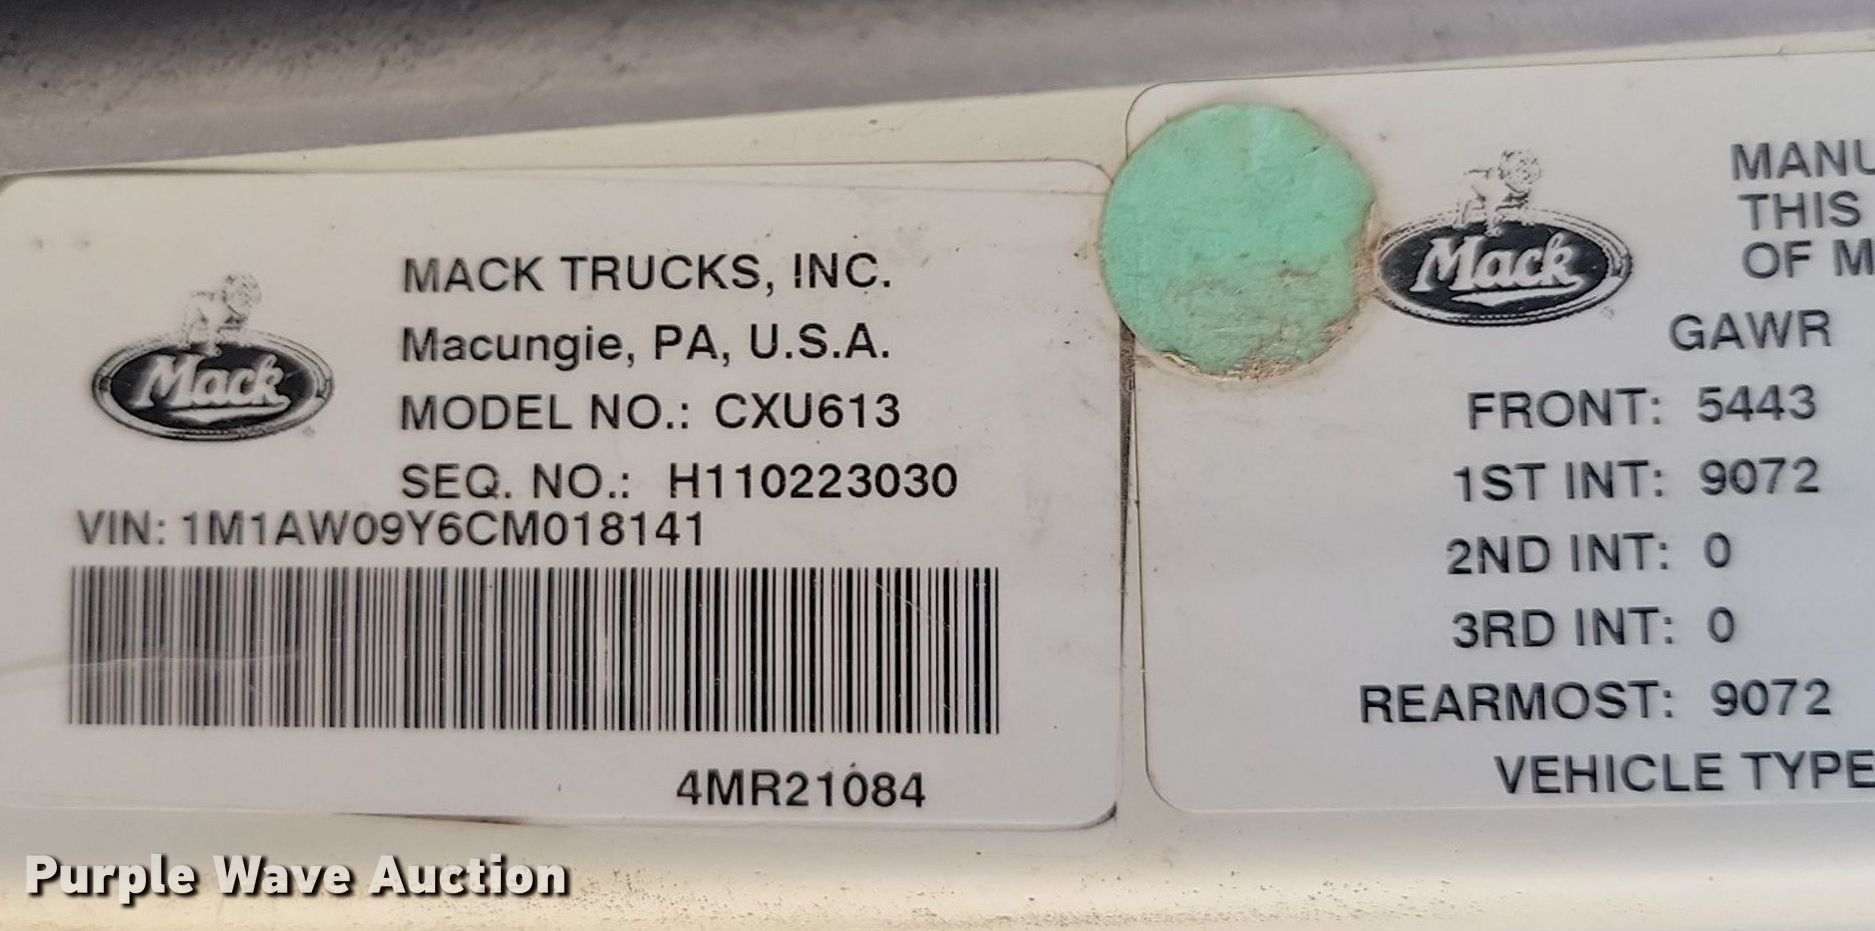 Mack
MACK TRUCKS, INC.
Macungie, PA, U.S.A.
MODEL NO.: CXU613
SEQ. NO.: H110223030
VIN: 1M1AW09Y6CM018141
4MR21084
Mack
MANU
THIS
OF M
GAWR
FRONT: 5443
1ST INT: 9072
2ND INT: 0
3RD INT: 0
REARMOST: 9072
VEHICLE TYPE
Purple Wave Auction